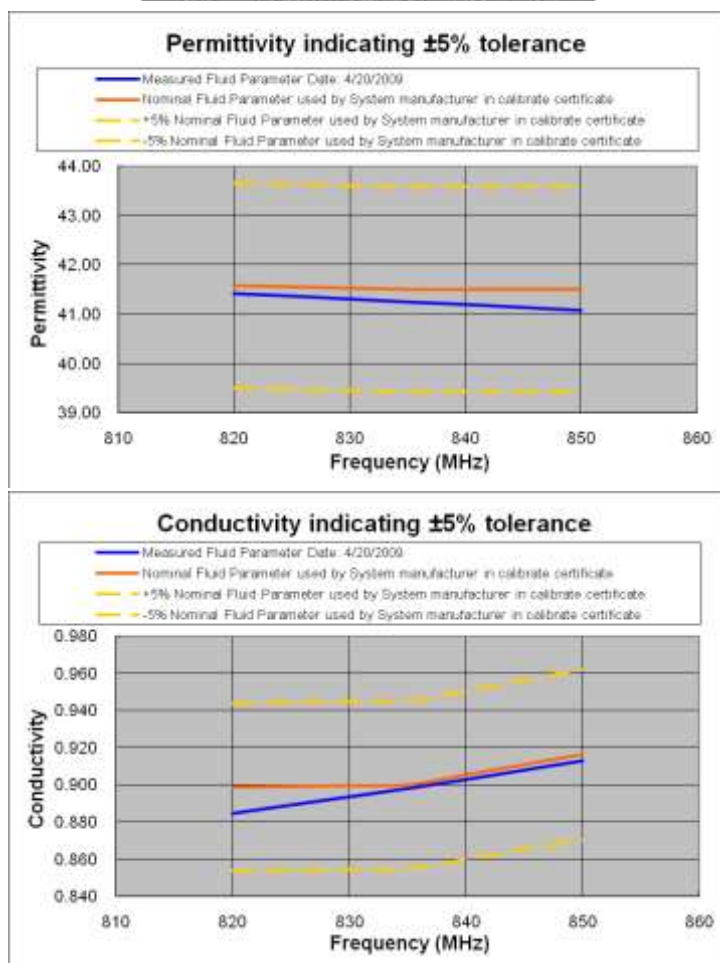 Permittivity indicating ±5% tolerance
Measured Fluid Parameter Date: 4/20/2009
Nominal Fluid Parameter used by System manufacturer in calibrate certificate
+5% Nominal Fluid Parameter used by System manufacturer in calibrate certificate
-5% Nominal Fluid Parameter used by System manufacturer in calibrate certificate
44.00
43.00
42.00
41.00
40.00
39.00
Permittivity
810 820 830 840 850 860
Frequency (MHz)
Conductivity indicating ±5% tolerance
Measured Fluid Parameter Date: 4/20/2009
Nominal Fluid Parameter used by System manufacturer in calibrate certificate
+5% Nominal Fluid Parameter used by System manufacturer in calibrate certificate
-5% Nominal Fluid Parameter used by System manufacturer in calibrate certificate
0.980
0.960
0.940
0.920
0.900
0.880
0.860
0.840
Conductivity
810 820 830 840 850 860
Frequency (MHz)